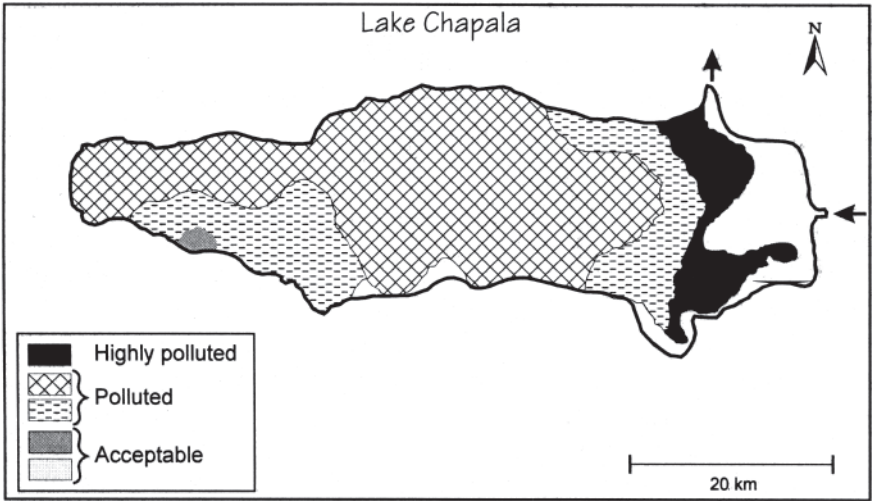 Lake Chapala
N
Highly polluted
Polluted
Acceptable
20 km